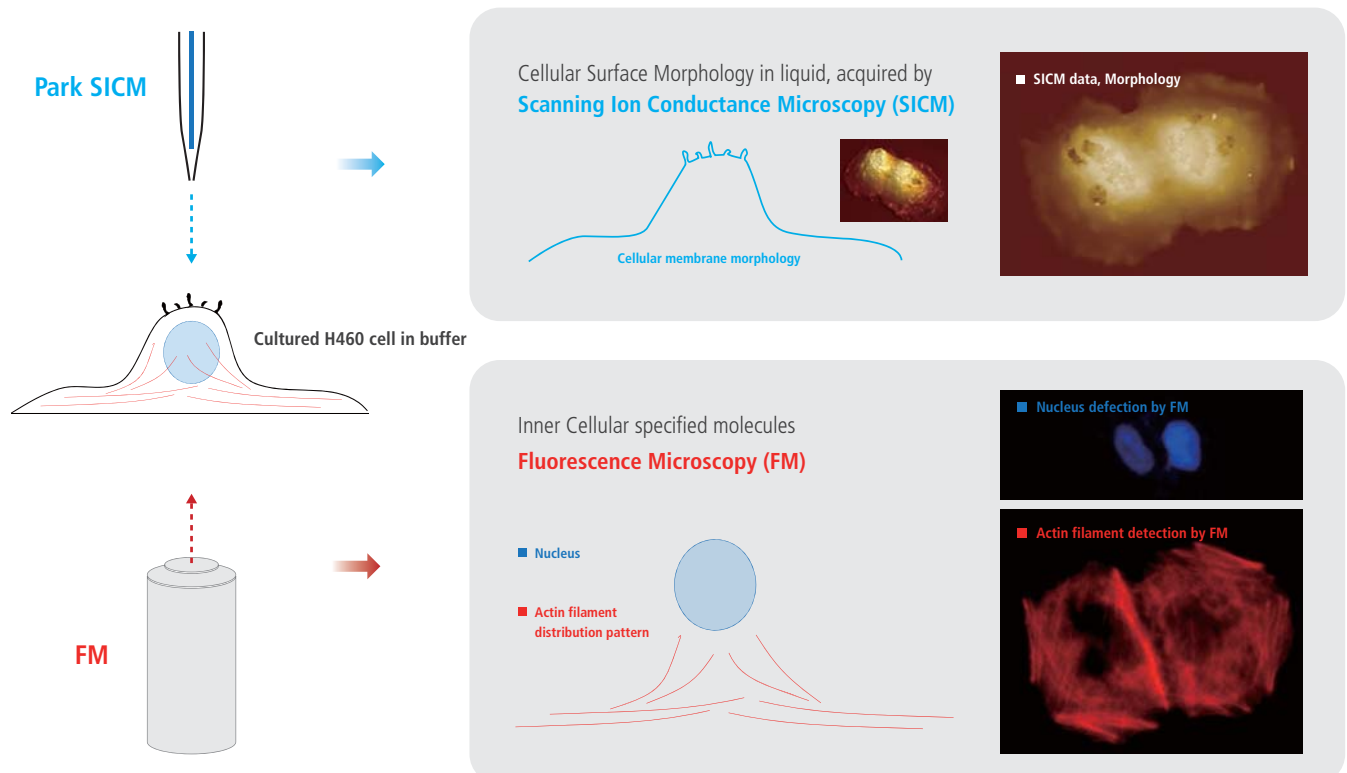 Park SICM
Cultured H460 cell in buffer
FM
Cellular Surface Morphology in liquid, acquired by
Scanning Ion Conductance Microscopy (SICM)
Cellular membrane morphology
■ SICM data, Morphology
Inner Cellular specified molecules
Fluorescence Microscopy (FM)
■ Nucleus
■ Actin filament
distribution pattern
■ Nucleus defection by FM
■ Actin filament detection by FM